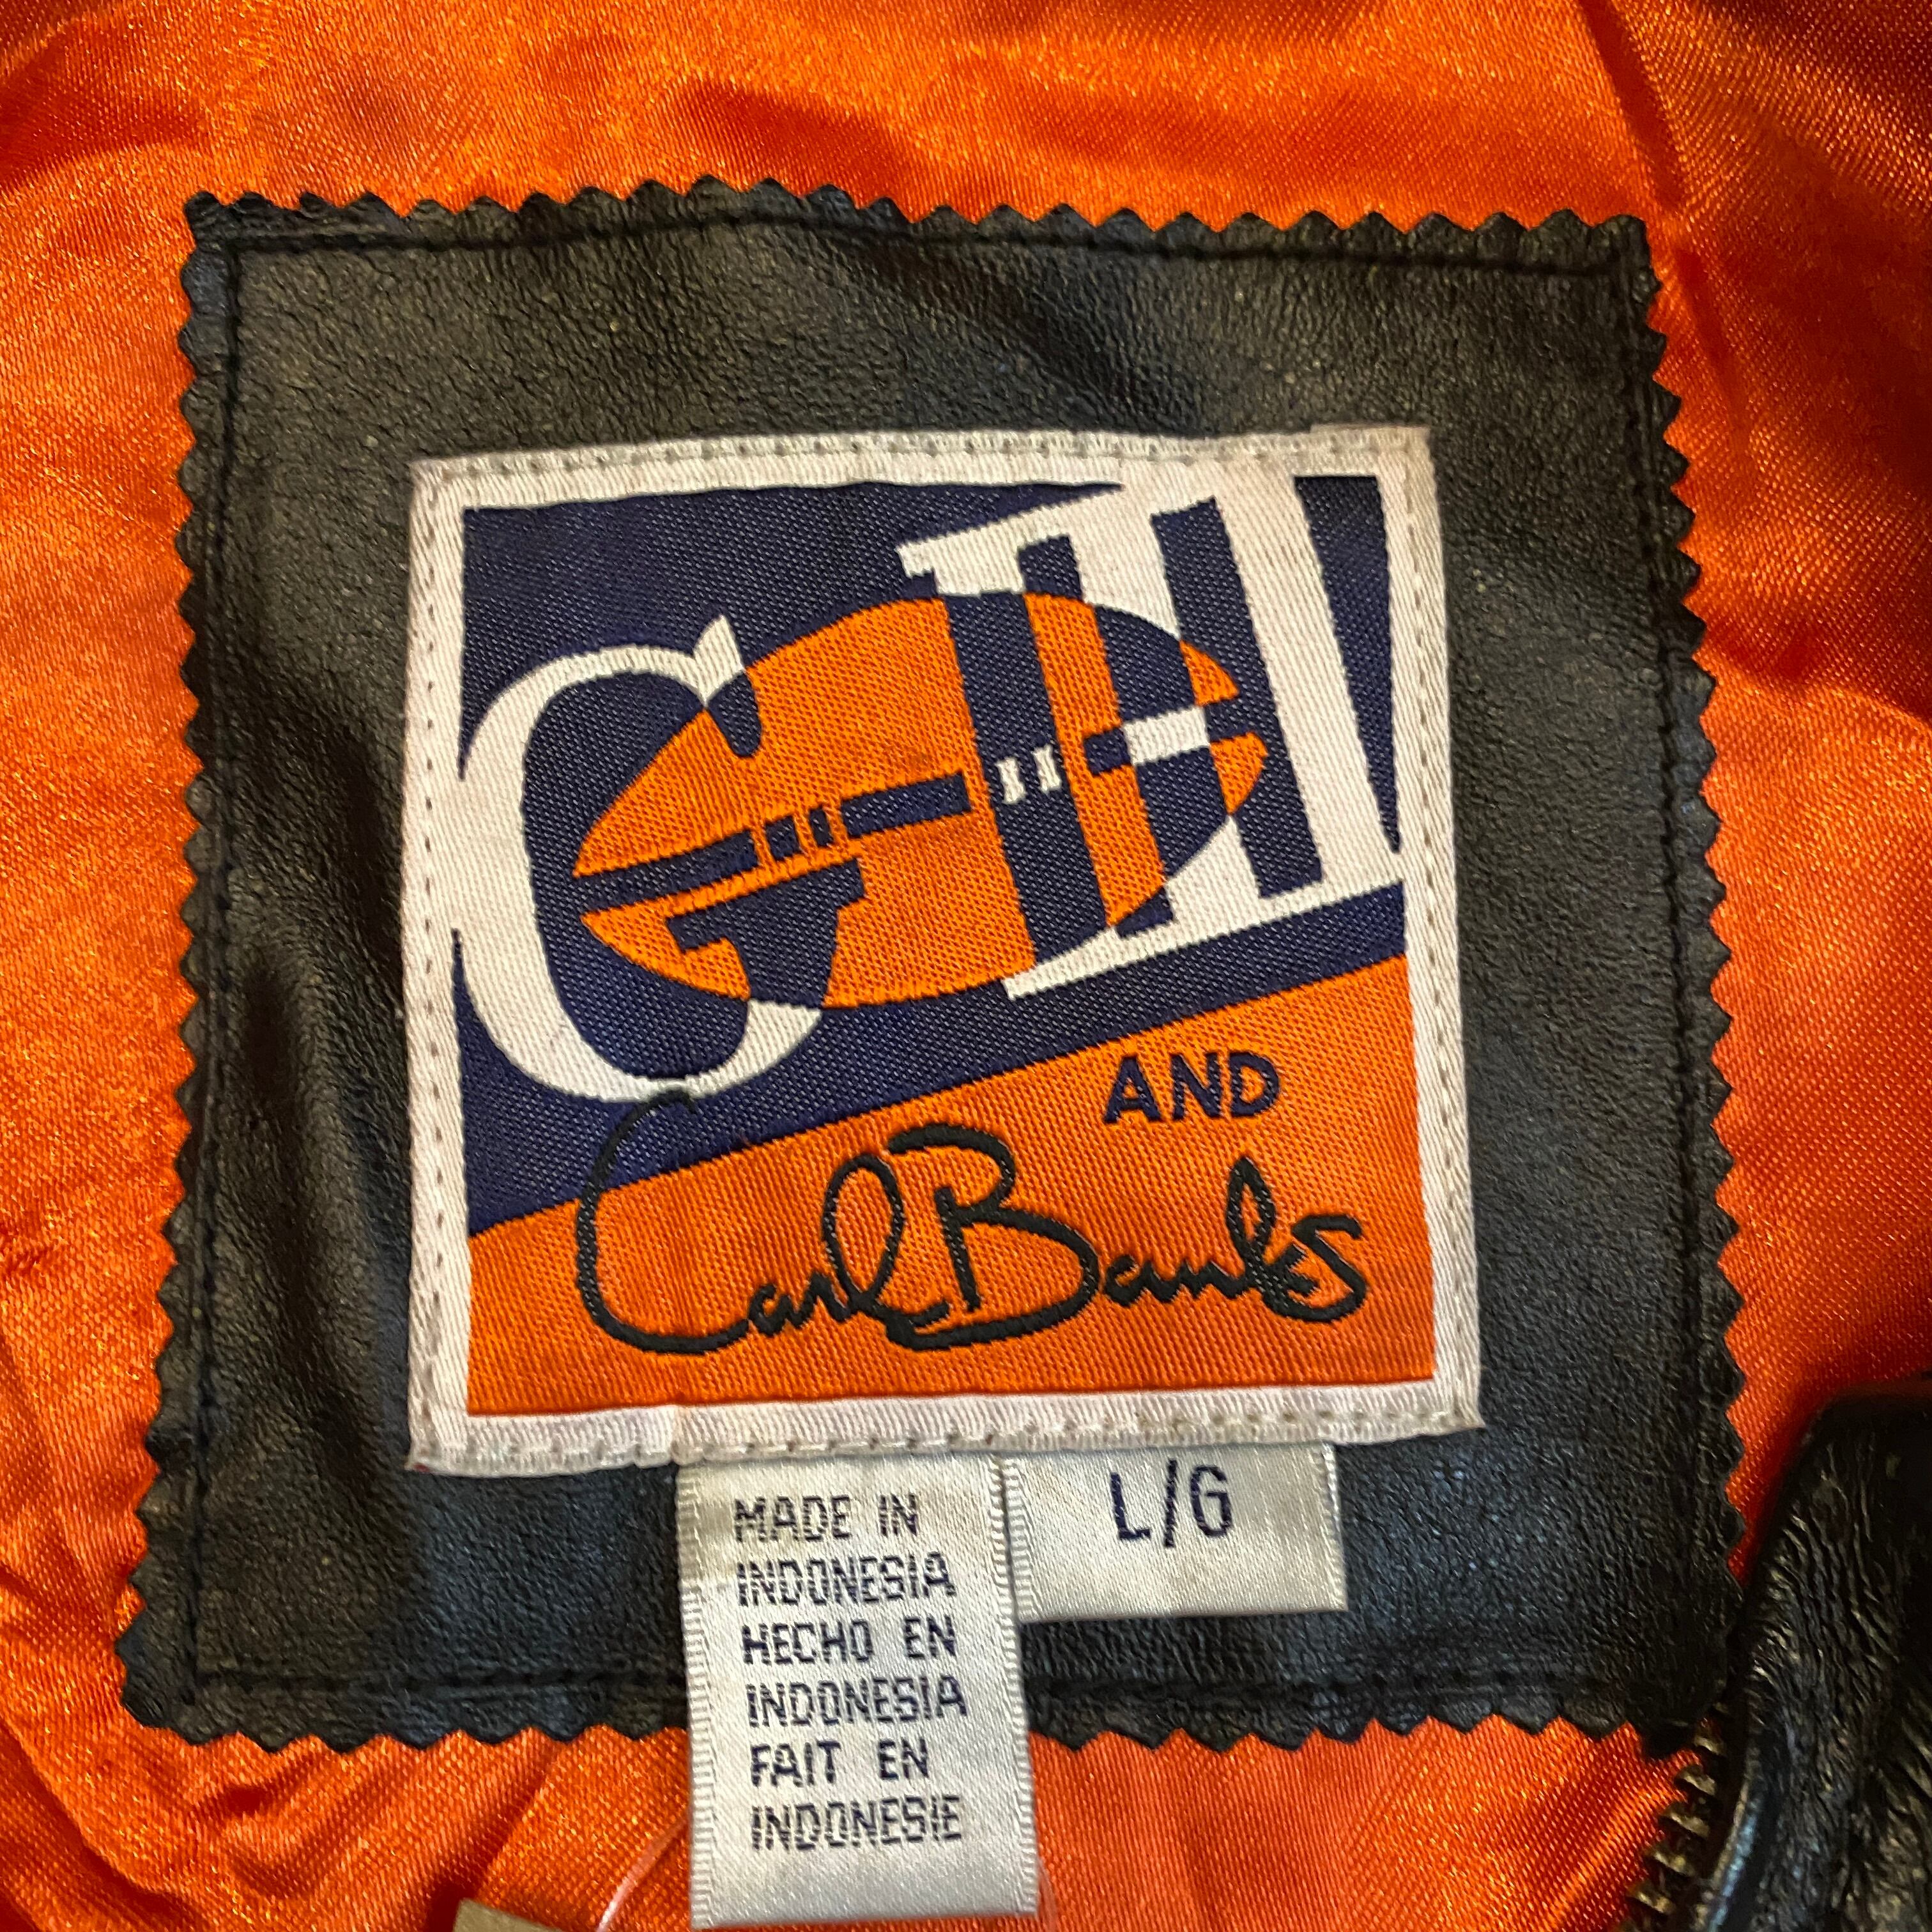 G-III
AND
Carl Banks
MADE IN
INDONESIA
HECHO EN
INDONESIA
FAIT EN
INDONESIE
L/G